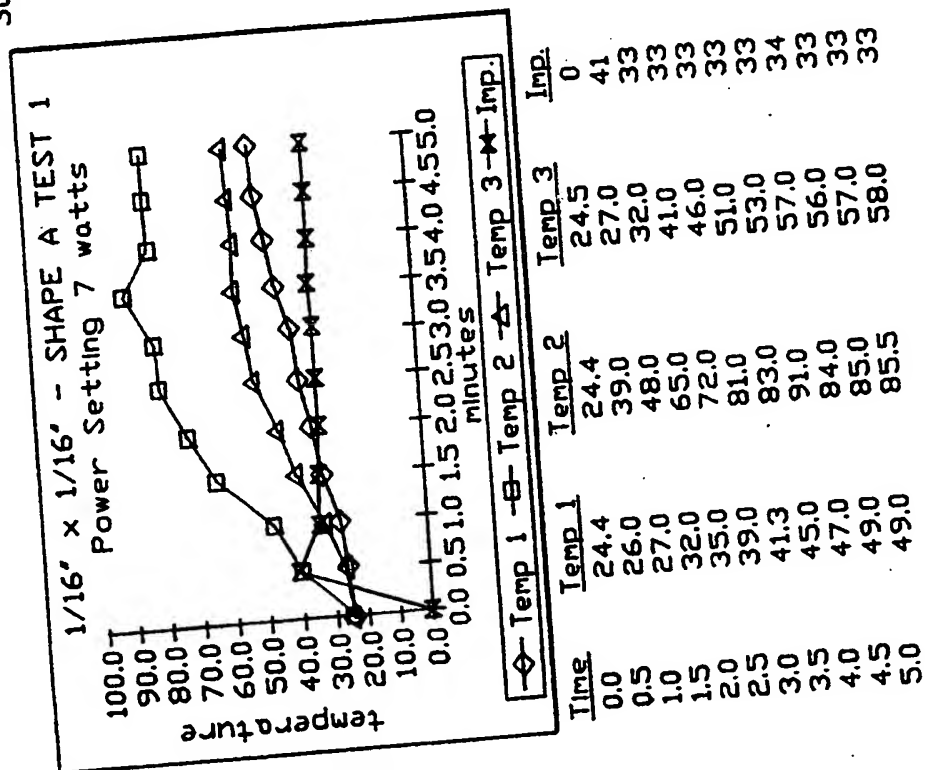 1/16" x 1/16" - SHAPE A TEST 1
Power Setting 7 watts
temperature
100.0
90.0
80.0
70.0
60.0
50.0
40.0
30.0
20.0
10.0
0.0
0.0 0.5 1.0 1.5 2.0 2.5 3.0 3.5 4.0 4.5 5.0
minutes
Temp 1 Temp 2 Temp 3 Imp.
Time Temp 1 Temp 2 Temp 3 Imp.
0.0 24.4 24.4 24.5 0
0.5 26.0 39.0 27.0 41
1.0 27.0 48.0 32.0 33
1.5 32.0 65.0 41.0 33
2.0 35.0 72.0 46.0 33
2.5 39.0 81.0 51.0 33
3.0 41.3 83.0 53.0 33
3.5 45.0 91.0 57.0 34
4.0 47.0 84.0 56.0 33
4.5 49.0 85.0 57.0 33
5.0 49.0 85.5 58.0 33